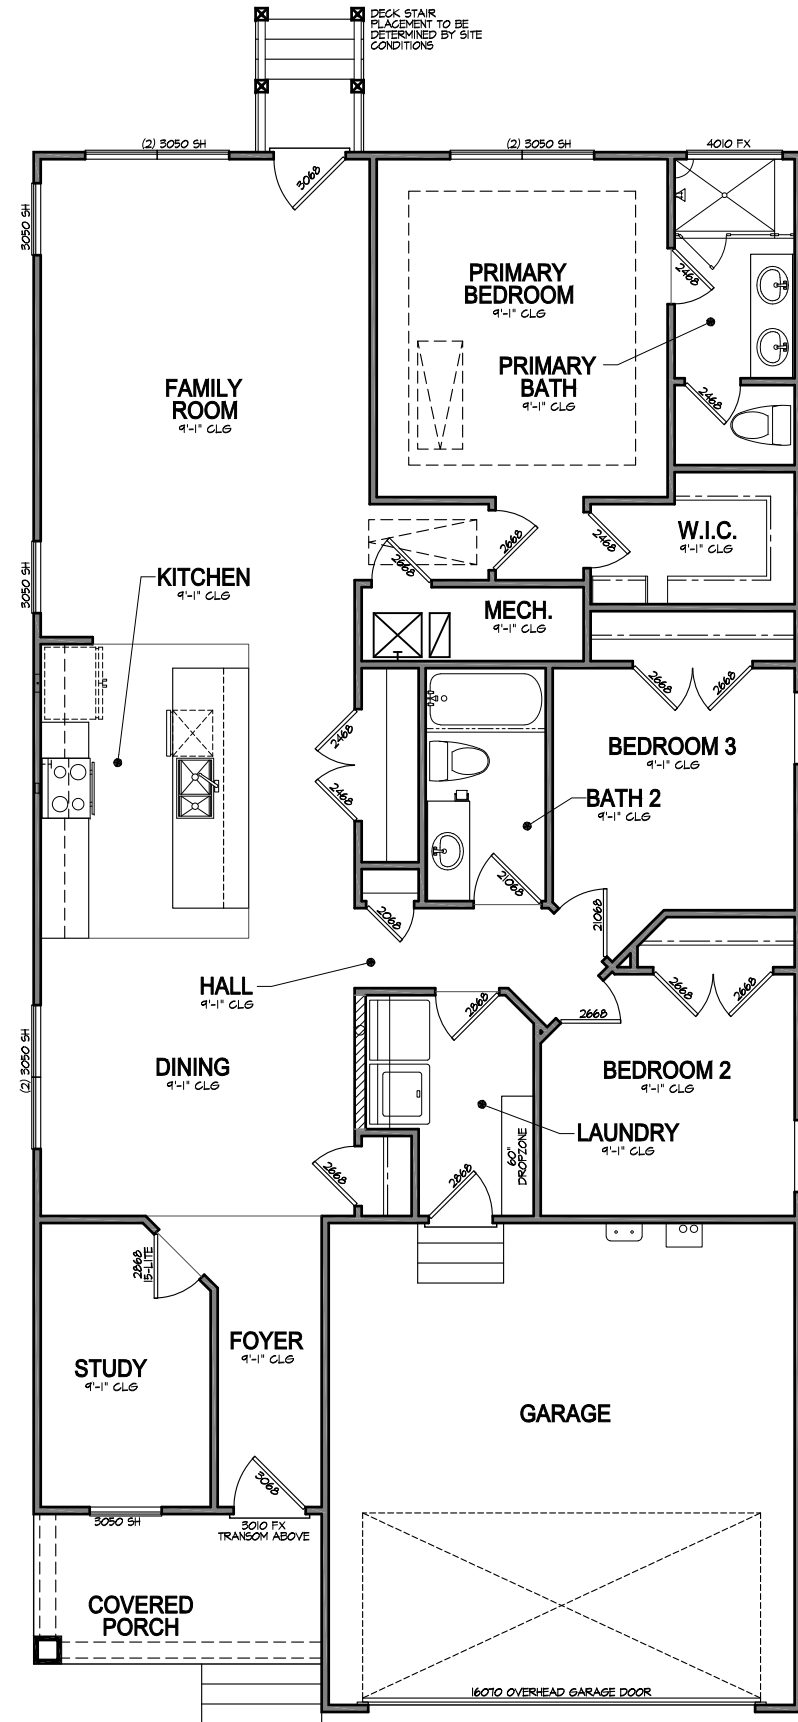 DECK STAIR
PLACEMENT TO BE
DETERMINED BY SITE
CONDITIONS
(2) 3050 SH
(2) 3050 SH
4010 FX
3068
3050 SH
PRIMARY
BEDROOM
9'-1" CLG
2468
PRIMARY
BATH
9'-1" CLG
FAMILY
ROOM
9'-1" CLG
2468
W.I.C.
9'-1" CLG
2668
2468
2668
3050 SH
KITCHEN
9'-1" CLG
MECH.
9'-1" CLG
2668
2668
2468
2468
BEDROOM 3
9'-1" CLG
BATH 2
9'-1" CLG
21068
2068
21068
HALL
9'-1" CLG
2868
2668
2668
2668
(2) 3050 SH
DINING
9'-1" CLG
BEDROOM 2
9'-1" CLG
LAUNDRY
9'-1" CLG
60"
DROPZONE
2668
2868
2868
15-LITE
FOYER
9'-1" CLG
STUDY
9'-1" CLG
GARAGE
3068
3050 SH
3010 FX
TRANSOM ABOVE
COVERED
PORCH
16070 OVERHEAD GARAGE DOOR